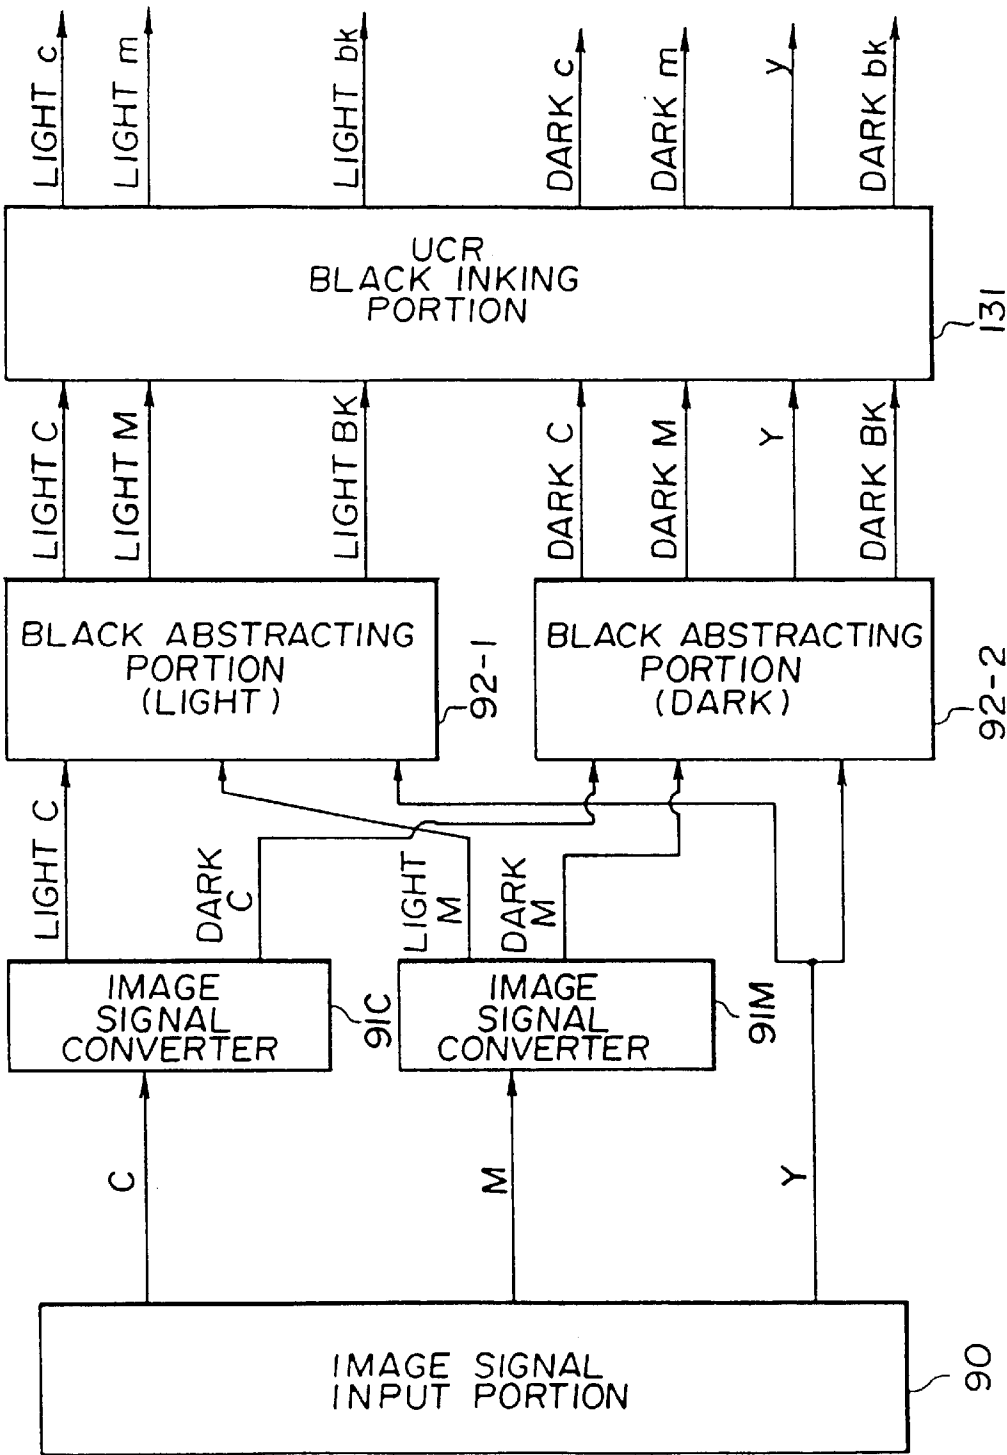 LIGHT c
LIGHT m
LIGHT bk
DARK c
DARK m
y
DARK bk
UCR
BLACK INKING
PORTION
131
LIGHT C
LIGHT M
LIGHT BK
DARK C
DARK M
Y
DARK BK
BLACK ABSTRACTING
PORTION
(LIGHT)
92-1
BLACK ABSTRACTING
PORTION
(DARK)
92-2
LIGHT C
DARK
C
LIGHT
M
DARK
M
IMAGE
SIGNAL
CONVERTER
91C
IMAGE
SIGNAL
CONVERTER
91M
C
M
Y
IMAGE SIGNAL
INPUT PORTION
90